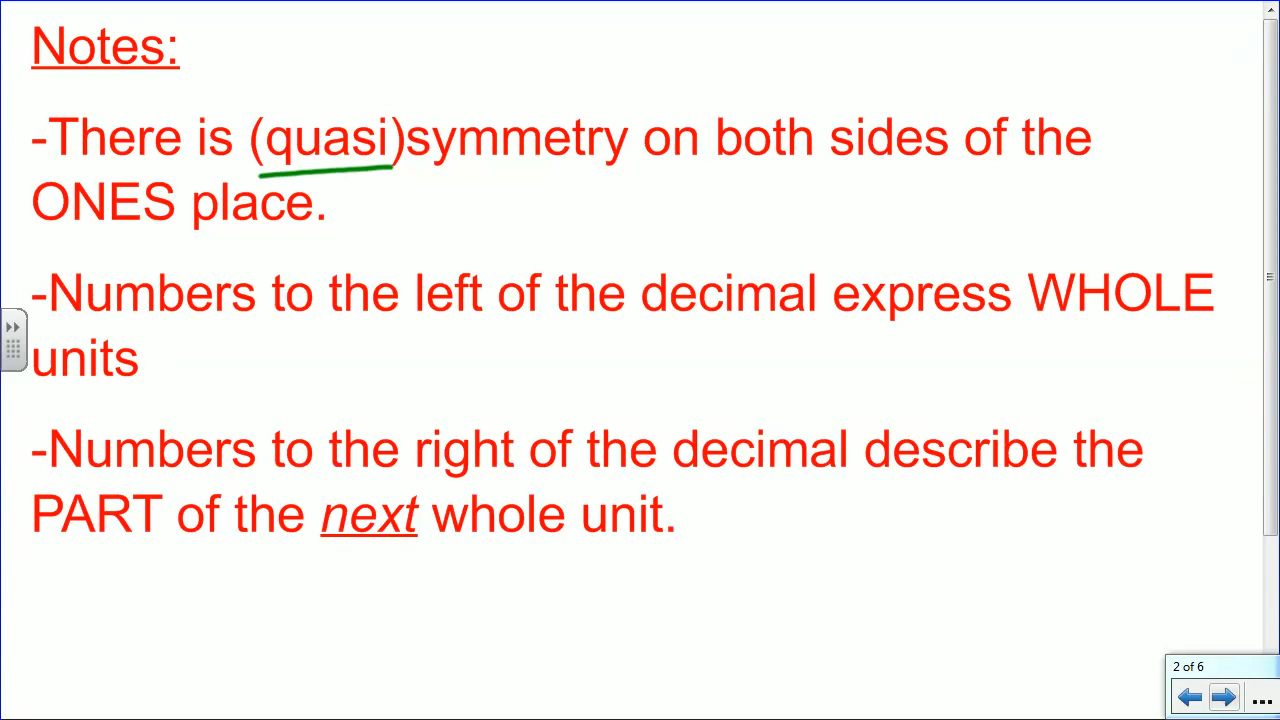 Notes:
-There is (quasi)symmetry on both sides of the
ONES place.
-Numbers to the left of the decimal express WHOLE
units
-Numbers to the right of the decimal describe the
PART of the next whole unit.
2 of 6
...